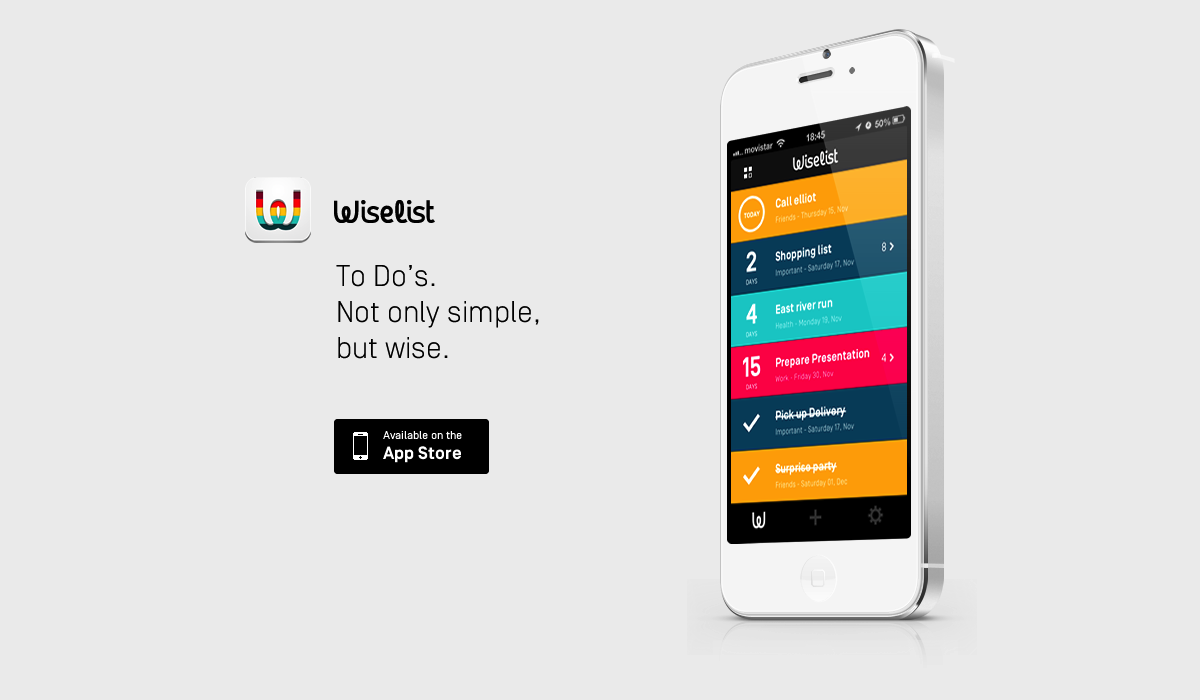 Wiselist
To Do’s.
Not only simple,
but wise.
Available on the
App Store
movistar 18:45 50%
Wiselist
TODAY
Call elliot
Friends - Thursday 15, Nov
2
DAYS
Shopping list
Important - Saturday 17, Nov
8
4
DAYS
East river run
Health - Monday 19, Nov
15
DAYS
Prepare Presentation
Work - Friday 30, Nov
4
Pick up Delivery
Important - Saturday 17, Nov
Surprise party
Friends - Saturday 01, Dec
W